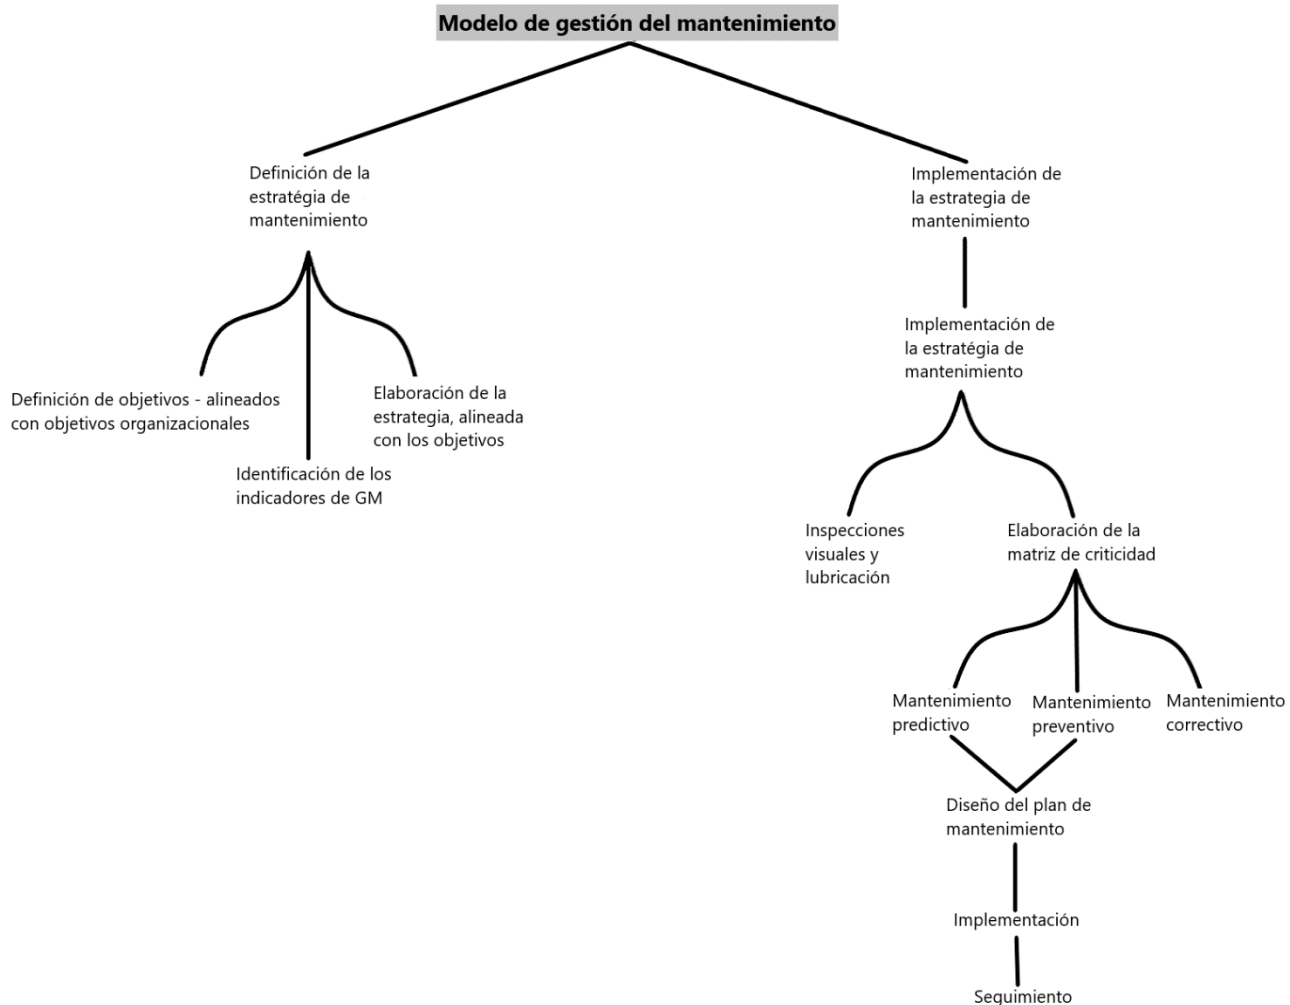 Modelo de gestión del mantenimiento
Definición de la
estratégia de
mantenimiento
Implementación de
la estrategia de
mantenimiento
Implementación de
la estratégia de
mantenimiento
Definición de objetivos - alineados
con objetivos organizacionales
Elaboración de la
estrategia, alineada
con los objetivos
Identificación de los
indicadores de GM
Inspecciones
visuales y
lubricación
Elaboración de la
matriz de criticidad
Mantenimiento
predictivo
Mantenimiento
preventivo
Mantenimiento
correctivo
Diseño del plan de
mantenimiento
Implementación
Seguimiento